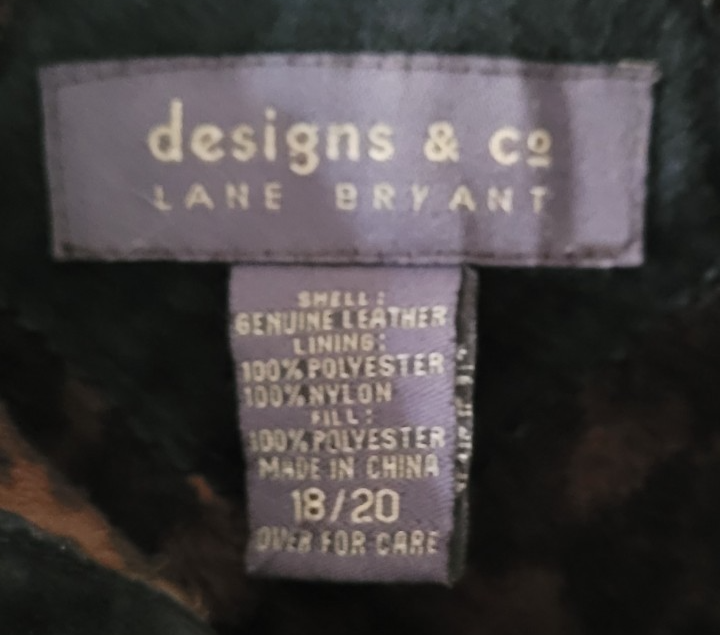 designs & co
LANE BRYANT
SHELL:
GENUINE LEATHER
LINING:
100% POLYESTER
100% NYLON
FILL:
100% POLYESTER
MADE IN CHINA
18/20
OVER FOR CARE